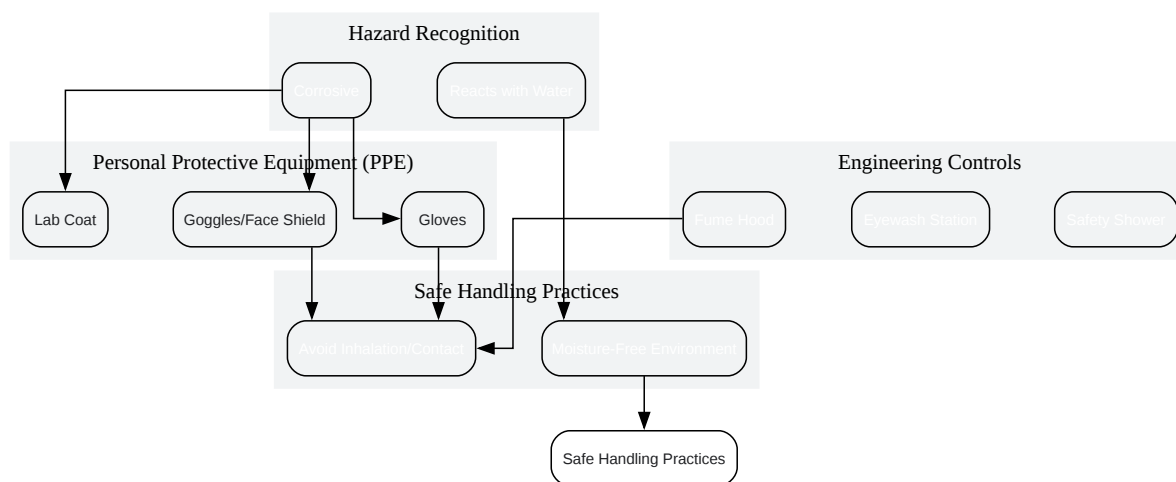 Hazard Recognition
Corrosive
Reacts with Water
Personal Protective Equipment (PPE)
Engineering Controls
Lab Coat
Goggles/Face Shield
Gloves
Fume Hood
Eyewash Station
Safety Shower
Safe Handling Practices
Avoid Inhalation/Contact
Moisture-Free Environment
Safe Handling Practices